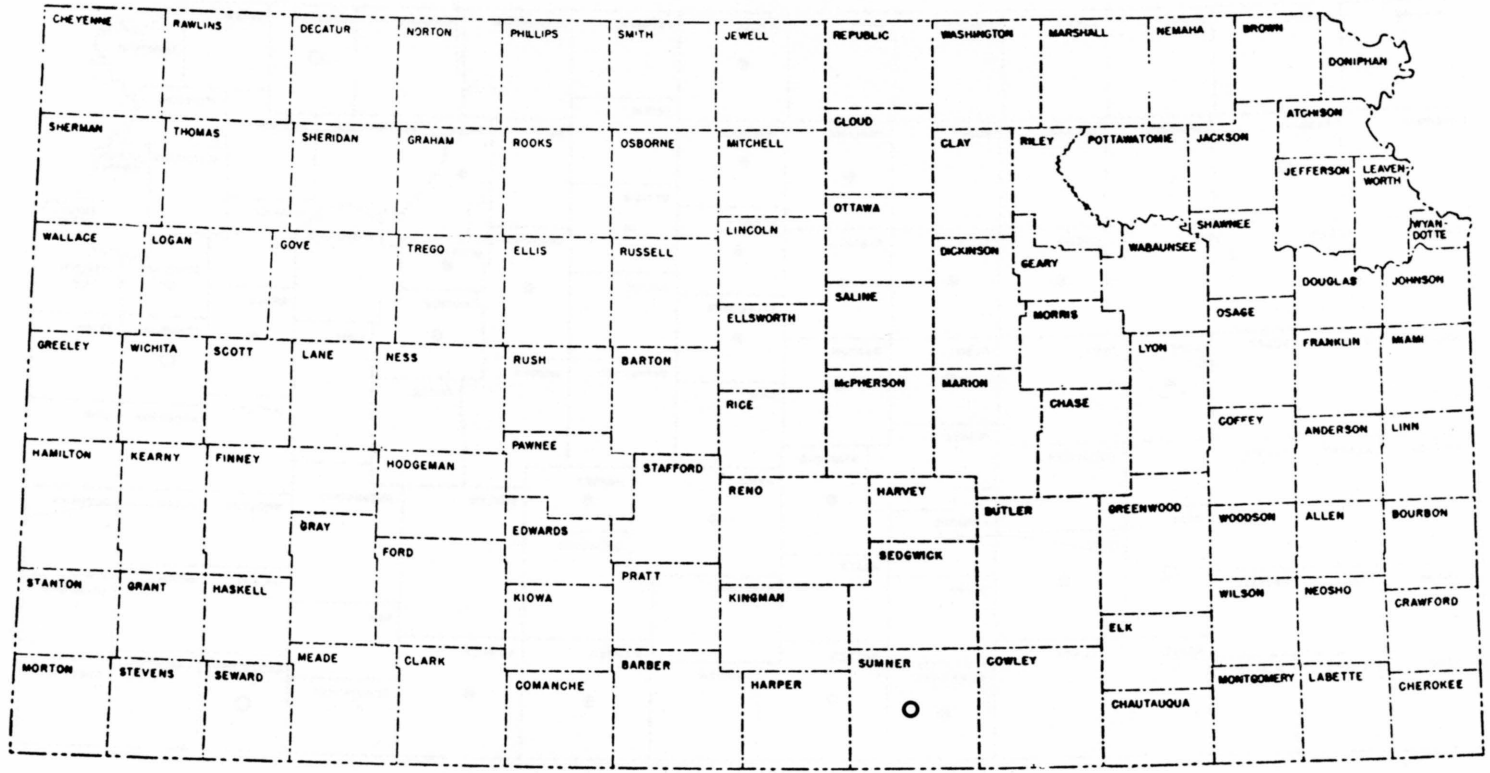 CHEYENNE
RAWLINS
DECATUR
NORTON
PHILLIPS
SMITH
JEWELL
REPUBLIC
WASHINGTON
MARSHALL
NEMAHA
BROWN
DONIPHAN
SHERMAN
THOMAS
SHERIDAN
GRAHAM
ROOKS
OSBORNE
MITCHELL
CLOUD
CLAY
RILEY
POTTAWATOMIE
JACKSON
ATCHISON
JEFFERSON
LEAVEN
WORTH
WYAN
DOTTE
WALLACE
LOGAN
GOVE
TREGO
ELLIS
RUSSELL
LINCOLN
OTTAWA
DICKINSON
GEARY
WABAUNSEE
SHAWNEE
DOUGLAS
JOHNSON
ELLSWORTH
SALINE
MORRIS
OSAGE
GREELEY
WICHITA
SCOTT
LANE
NESS
RUSH
BARTON
RICE
McPHERSON
MARION
CHASE
LYON
FRANKLIN
MIAMI
HAMILTON
KEARNY
FINNEY
HODGEMAN
PAWNEE
STAFFORD
RENO
HARVEY
BUTLER
GREENWOOD
COFFEY
ANDERSON
LINN
GRAY
FORD
EDWARDS
PRATT
SEDGWICK
WOODSON
ALLEN
BOURBON
STANTON
GRANT
HASKELL
KIOWA
KINGMAN
ELK
WILSON
NEOSHO
CRAWFORD
MORTON
STEVENS
SEWARD
MEADE
CLARK
COMANCHE
BARBER
HARPER
SUMNER
COWLEY
CHAUTAUQUA
MONTGOMERY
LABETTE
CHEROKEE